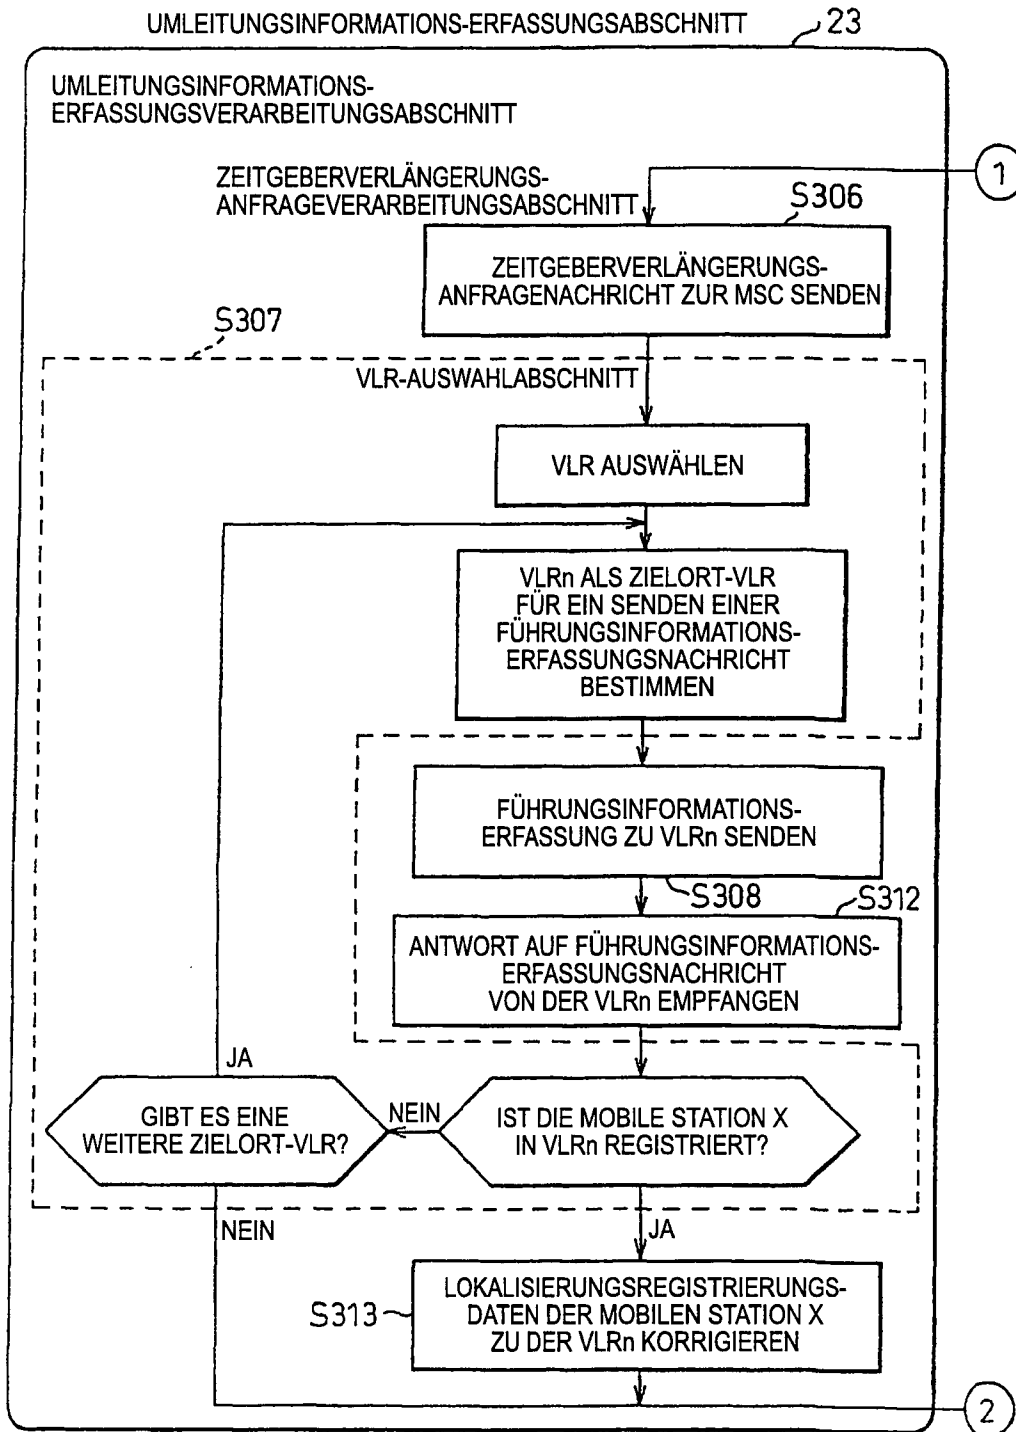 UMLEITUNGSINFORMATIONS-ERFASSUNGSABSCHNITT
23
UMLEITUNGSINFORMATIONS-
ERFASSUNGSVERARBEITUNGSABSCHNITT
1
ZEITGEBERVERLÄNGERUNGS-
ANFRAGEVERARBEITUNGSABSCHNITT
S306
ZEITGEBERVERLÄNGERUNGS-
ANFRAGENACHRICHT ZUR MSC SENDEN
S307
VLR-AUSWAHLABSCHNITT
VLR AUSWÄHLEN
VLRn ALS ZIELORT-VLR
FÜR EIN SENDEN EINER
FÜHRUNGSINFORMATIONS-
ERFASSUNGSNACHRICHT
BESTIMMEN
FÜHRUNGSINFORMATIONS-
ERFASSUNG ZU VLRn SENDEN
S308
S312
ANTWORT AUF FÜHRUNGSINFORMATIONS-
ERFASSUNGSNACHRICHT
VON DER VLRn EMPFANGEN
JA
GIBT ES EINE
WEITERE ZIELORT-VLR?
NEIN
IST DIE MOBILE STATION X
IN VLRn REGISTRIERT?
NEIN
JA
S313
LOKALISIERUNGSREGISTRIERUNGS-
DATEN DER MOBILEN STATION X
ZU DER VLRn KORRIGIEREN
2